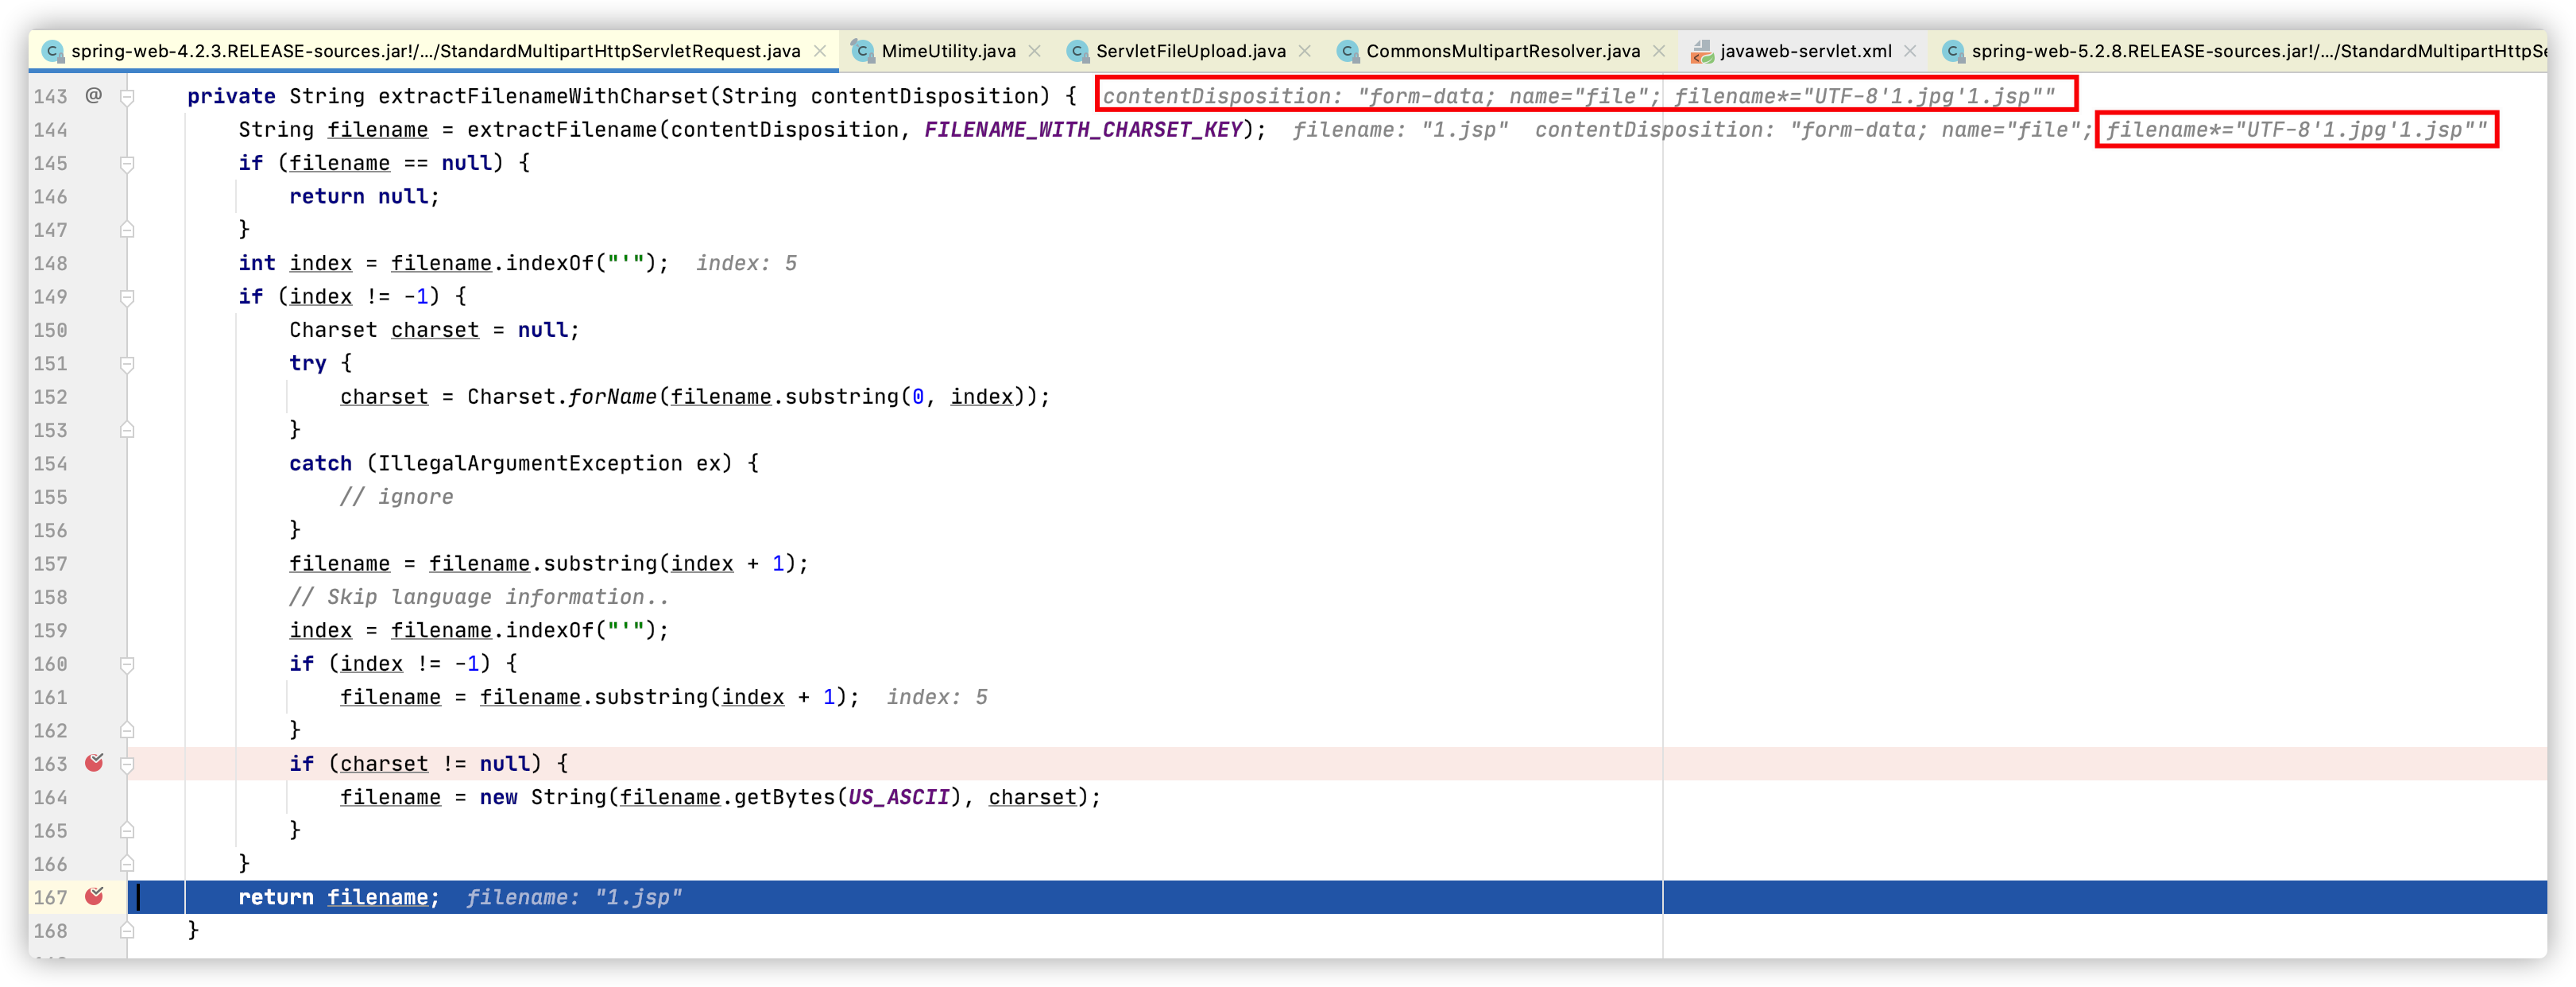 spring-web-4.2.3.RELEASE-sources.jar!/.../StandardMultipartHttpServletRequest.java MimeUtility.java ServletFileUpload.java CommonsMultipartResolver.java javaweb-servlet.xml spring-web-5.2.8.RELEASE-sources.jar!/.../StandardMultipartHttpSe
143 @ private String extractFilenameWithCharset(String contentDisposition) { contentDisposition: "form-data; name="file"; filename*="UTF-8'1.jpg'1.jsp""
144 String filename = extractFilename(contentDisposition, FILENAME_WITH_CHARSET_KEY); filename: "1.jsp" contentDisposition: "form-data; name="file"; filename*="UTF-8'1.jpg'1.jsp""
145 if (filename == null) {
146 return null;
147 }
148 int index = filename.indexOf("'"); index: 5
149 if (index != -1) {
150 Charset charset = null;
151 try {
152 charset = Charset.forName(filename.substring(0, index));
153 }
154 catch (IllegalArgumentException ex) {
155 // ignore
156 }
157 filename = filename.substring(index + 1);
158 // Skip language information..
159 index = filename.indexOf("'");
160 if (index != -1) {
161 filename = filename.substring(index + 1); index: 5
162 }
163 if (charset != null) {
164 filename = new String(filename.getBytes(US_ASCII), charset);
165 }
166 }
167 return filename; filename: "1.jsp"
168 }